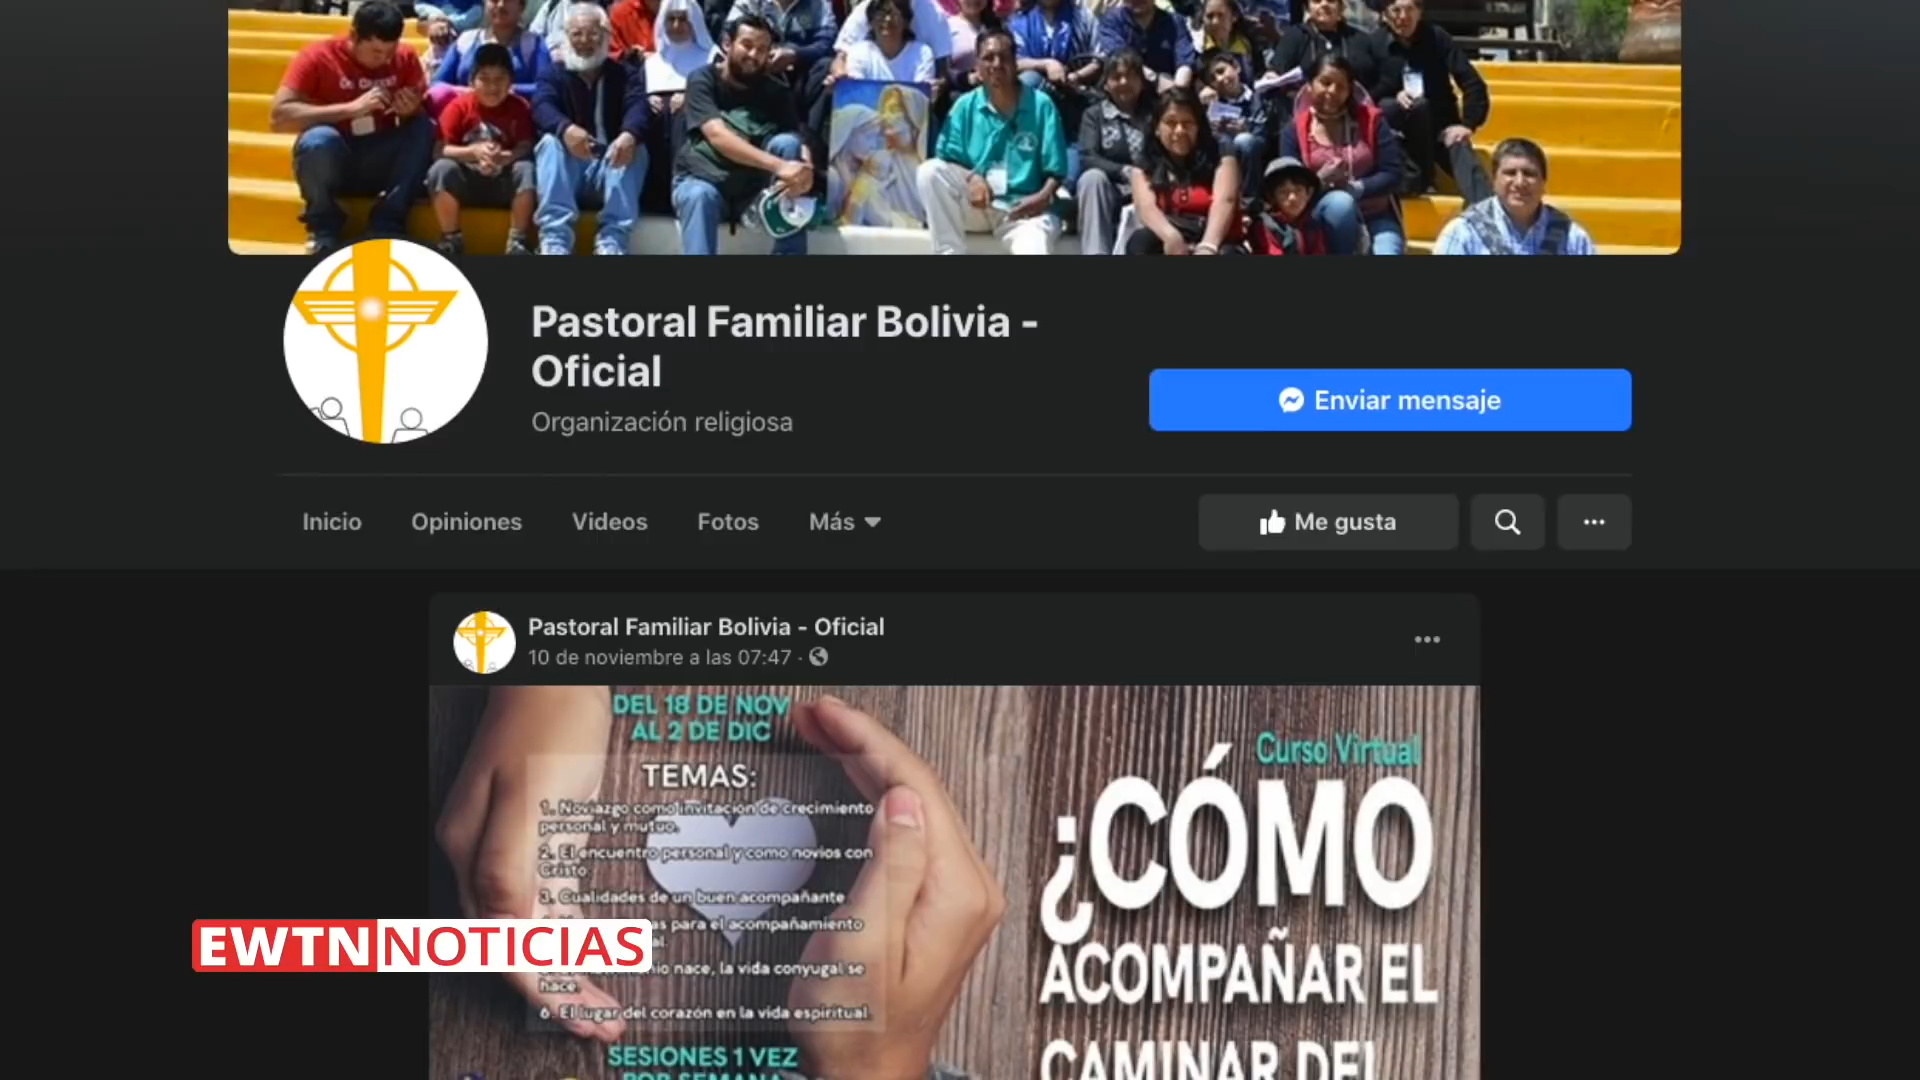 Pastoral Familiar Bolivia -
Oficial
Organización religiosa
Enviar mensaje
Inicio
Opiniones
Videos
Fotos
Más
Me gusta
Pastoral Familiar Bolivia - Oficial
10 de noviembre a las 07:47 ·
DEL 18 DE NOV
AL 2 DE DIC
TEMAS:
1. Noviazgo como invitación de crecimiento
personal y mutuo.
2. El encuentro personal y como novios con
Cristo.
3. Cualidades de un buen acompañante
para el acompañamiento
nace, la vida conyugal se
hace.
6. El lugar del corazón en la vida espiritual.
SESIONES 1 VEZ
POR SEMANA
Curso Virtual
¿CÓMO
ACOMPAÑAR EL
CAMINAR DEL
EWTN NOTICIAS